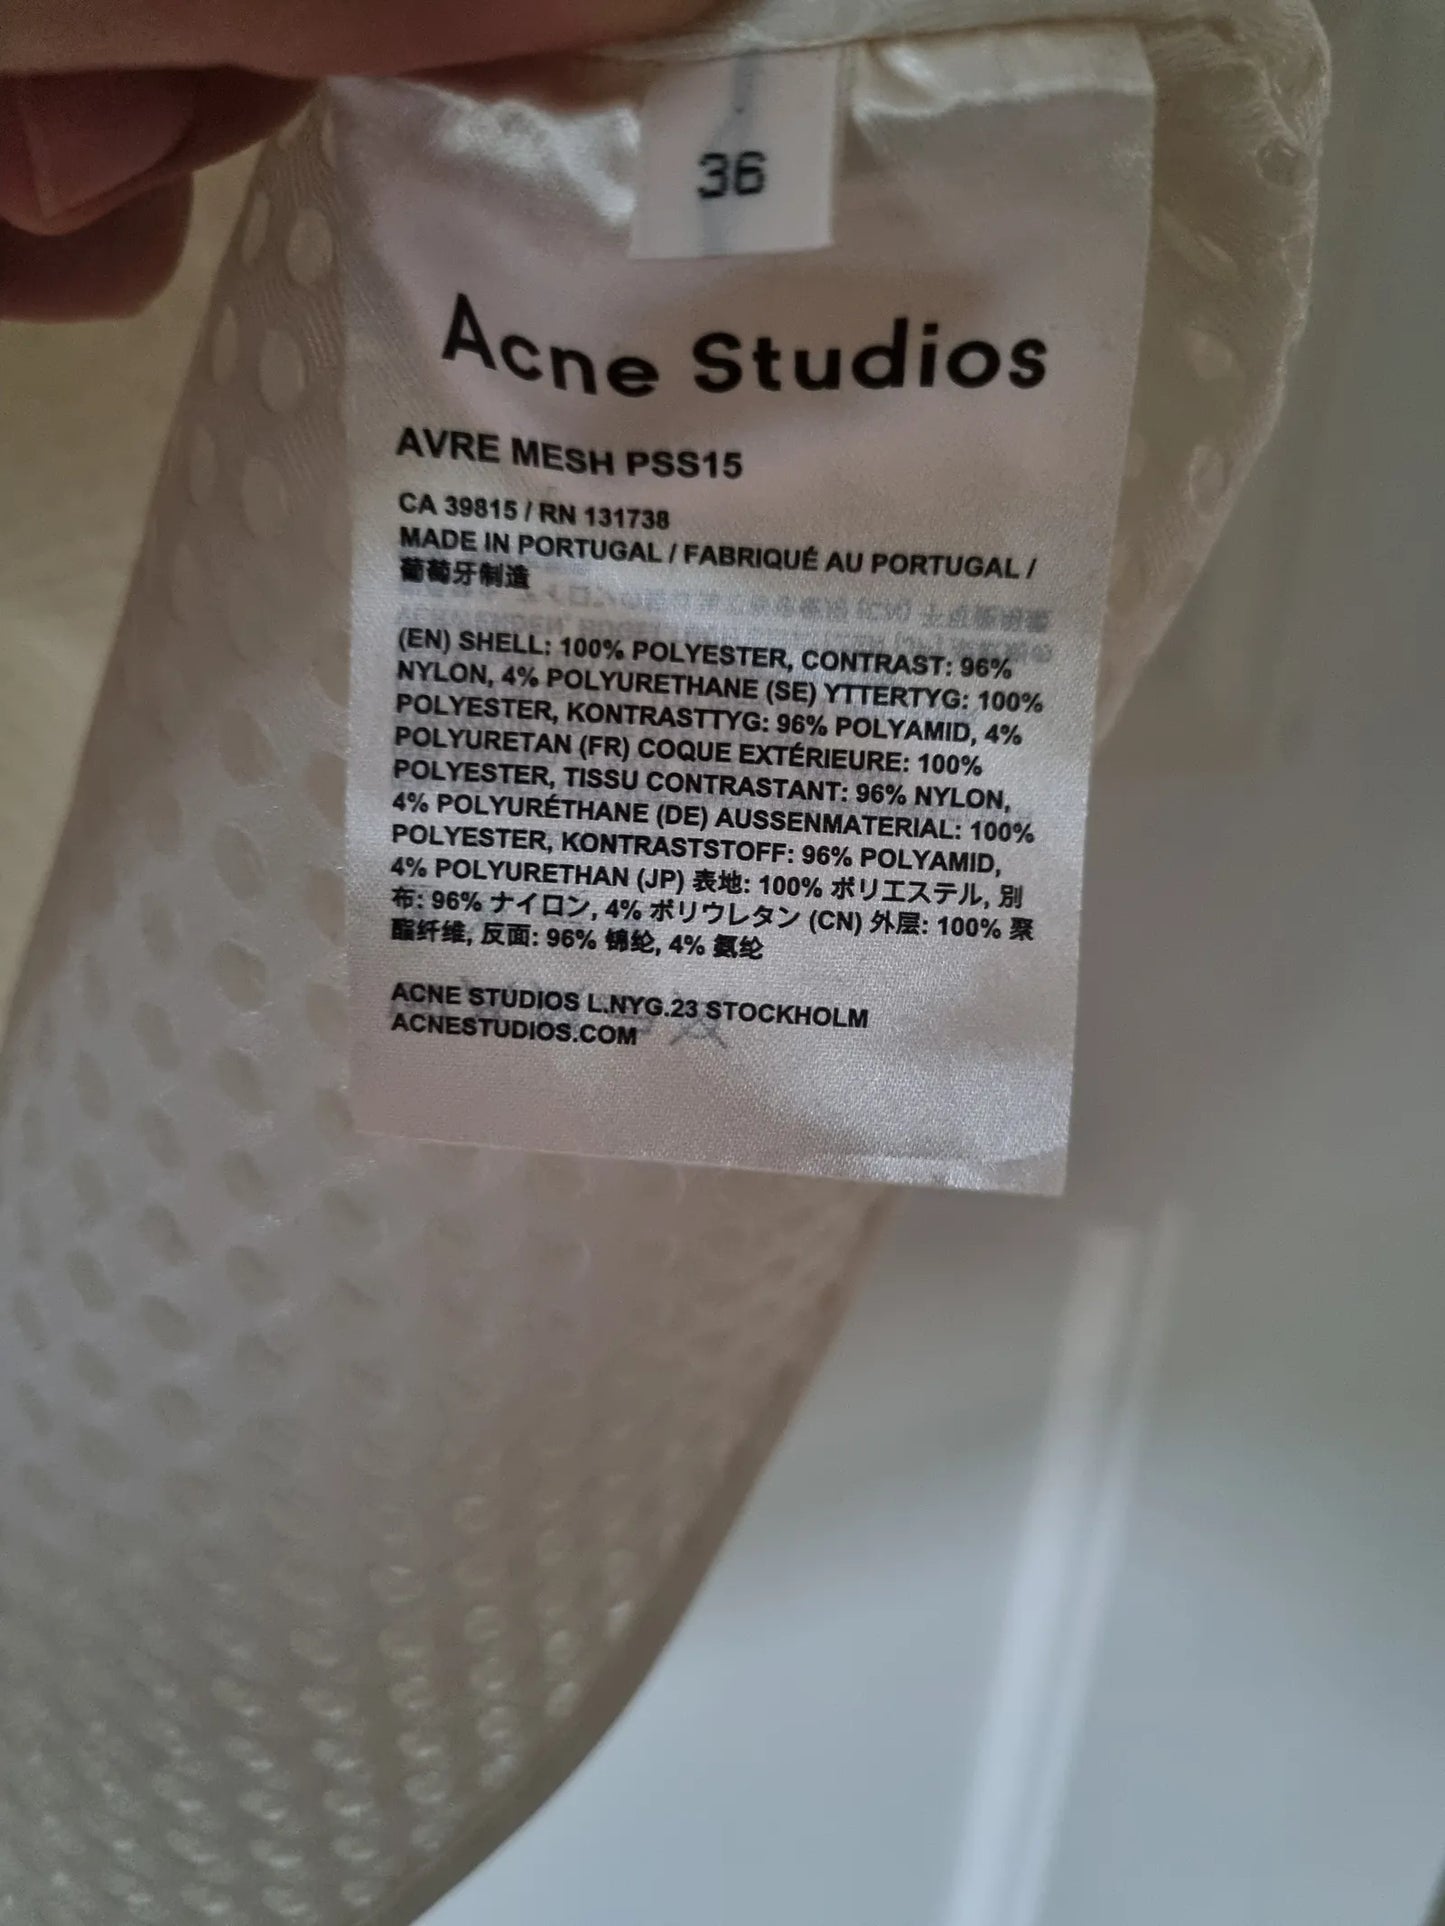 36
Acne Studios
AVRE MESH PSS15
CA 39815 / RN 131738
MADE IN PORTUGAL / FABRIQUÉ AU PORTUGAL /
葡萄牙制造
(EN) SHELL: 100% POLYESTER, CONTRAST: 96%
NYLON, 4% POLYURETHANE (SE) YTTERTYG: 100%
POLYESTER, KONTRASTTYG: 96% POLYAMID, 4%
POLYURETAN (FR) COQUE EXTÉRIEURE: 100%
POLYESTER, TISSU CONTRASTANT: 96% NYLON,
4% POLYURÉTHANE (DE) AUSSENMATERIAL: 100%
POLYESTER, KONTRASTSTOFF: 96% POLYAMID,
4% POLYURETHAN (JP) 表地: 100% ポリエステル, 別
布: 96% ナイロン, 4% ポリウレタン (CN) 外层: 100% 聚
酯纤维, 反面: 96% 锦纶, 4% 氨纶
ACNE STUDIOS L.NYG.23 STOCKHOLM
ACNESTUDIOS.COM